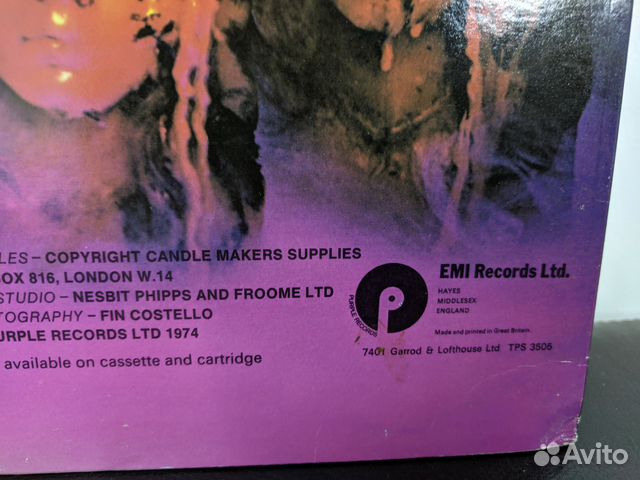 LES – COPYRIGHT CANDLE MAKERS SUPPLIES
BOX 816, LONDON W.14
STUDIO – NESBIT PHIPPS AND FROOME LTD
TOGRAPHY – FIN COSTELLO
PURPLE RECORDS LTD 1974
available on cassette and cartridge
PURPLE RECORDS
EMI Records Ltd.
HAYES
MIDDLESEX
ENGLAND
Made and printed in Great Britain.
7401 Garrod & Lofthouse Ltd. TPS 3505
Avito